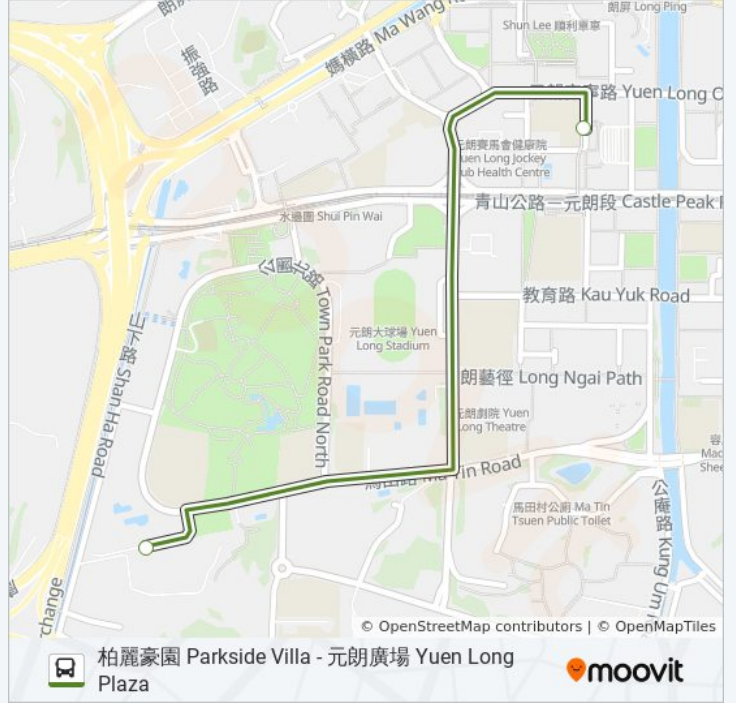 朗屏 Long Ping
Shun Lee 順利惠寧
媽橫路 Ma Wang
振強路
路 Yuen Long O
元朗賽馬會健康院
Yuen Long Jockey
ub Health Centre
水邊圍 Shui Pin Wai
青山公路－元朗段 Castle Peak
公園北路 Town Park Road North
教育路 Kau Yuk Road
元朗大球場 Yuen
Long Stadium
山下路 Shan Ha Road
朗藝徑 Long Ngai Path
元朗劇院 Yuen
Long Theatre
馬田路 Ma Tin Road
馬田村公廁 Ma Tin
Tsuen Public Toilet
公庵路 Kung Um
change
© OpenStreetMap contributors | © OpenMapTiles
柏麗豪園 Parkside Villa - 元朗廣場 Yuen Long
Plaza
moovit